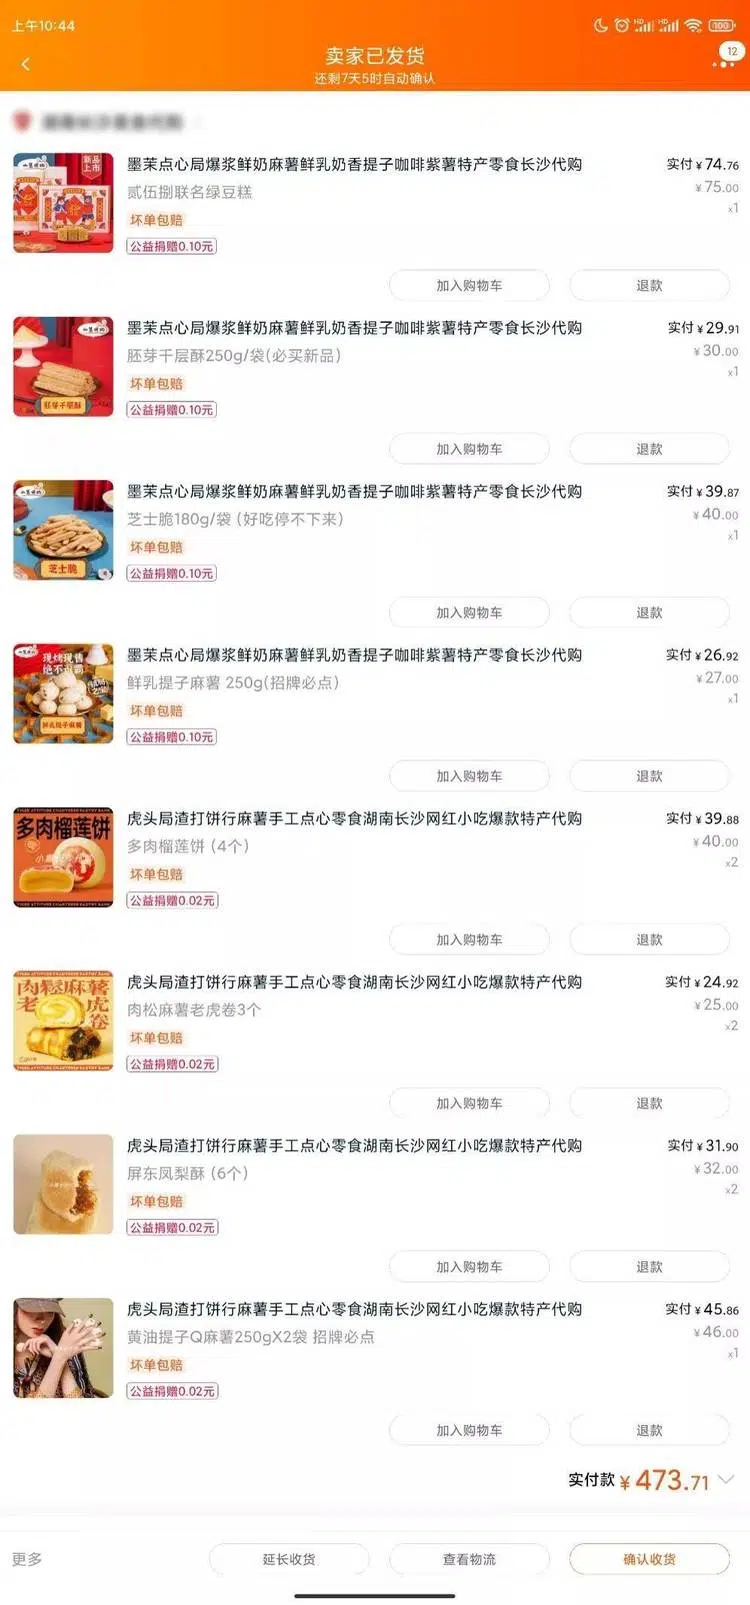 上午10:44
HD
HD
100
卖家已发货
还剩7天5时自动确认
12
新品上市
墨茉点心局爆浆鲜奶麻薯鲜乳奶香提子咖啡紫薯特产零食长沙代购
实付￥74.76
贰伍捌联名绿豆糕
￥75.00
x1
坏单包赔
公益捐赠0.10元
加入购物车
退款
墨茉点心局爆浆鲜奶麻薯鲜乳奶香提子咖啡紫薯特产零食长沙代购
实付￥29.91
胚芽千层酥250g/袋(必买新品)
￥30.00
x1
坏单包赔
公益捐赠0.10元
胚芽千层酥
加入购物车
退款
墨茉点心局爆浆鲜奶麻薯鲜乳奶香提子咖啡紫薯特产零食长沙代购
实付￥39.87
芝士脆180g/袋 (好吃停不下来)
￥40.00
x1
坏单包赔
公益捐赠0.10元
芝士脆
加入购物车
退款
墨茉点心局爆浆鲜奶麻薯鲜乳奶香提子咖啡紫薯特产零食长沙代购
实付￥26.92
现烤现售
绝不过霸
鲜乳提子麻薯 250g(招牌必点)
￥27.00
x1
坏单包赔
公益捐赠0.10元
鲜乳提子麻薯
加入购物车
退款
虎头局渣打饼行麻薯手工点心零食湖南长沙网红小吃爆款特产代购
实付￥39.88
多肉榴莲饼
多肉榴莲饼 (4个)
￥40.00
x2
坏单包赔
公益捐赠0.02元
加入购物车
退款
虎头局渣打饼行麻薯手工点心零食湖南长沙网红小吃爆款特产代购
实付￥24.92
肉鬆麻薯
老虎卷
肉松麻薯老虎卷3个
￥25.00
x2
坏单包赔
公益捐赠0.02元
加入购物车
退款
虎头局渣打饼行麻薯手工点心零食湖南长沙网红小吃爆款特产代购
实付￥31.90
屏东凤梨酥 (6个)
￥32.00
x2
坏单包赔
公益捐赠0.02元
加入购物车
退款
虎头局渣打饼行麻薯手工点心零食湖南长沙网红小吃爆款特产代购
实付￥45.86
黄油提子Q麻薯250gX2袋 招牌必点
￥46.00
x1
坏单包赔
公益捐赠0.02元
加入购物车
退款
实付款￥473.71
更多
延长收货
查看物流
确认收货